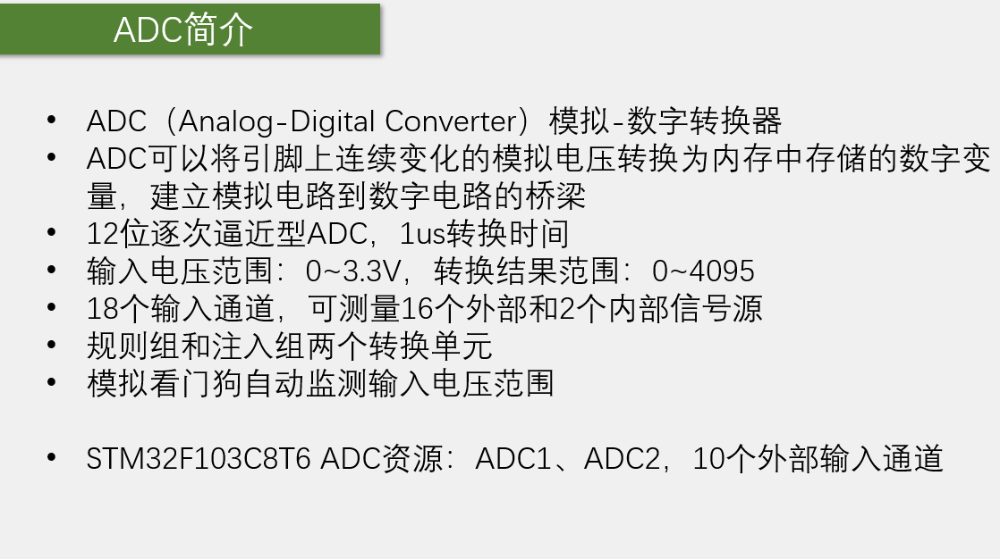 ADC简介
• ADC（Analog-Digital Converter）模拟-数字转换器
• ADC可以将引脚上连续变化的模拟电压转换为内存中存储的数字变
量，建立模拟电路到数字电路的桥梁
• 12位逐次逼近型ADC，1us转换时间
• 输入电压范围：0~3.3V，转换结果范围：0~4095
• 18个输入通道，可测量16个外部和2个内部信号源
• 规则组和注入组两个转换单元
• 模拟看门狗自动监测输入电压范围
• STM32F103C8T6 ADC资源：ADC1、ADC2，10个外部输入通道